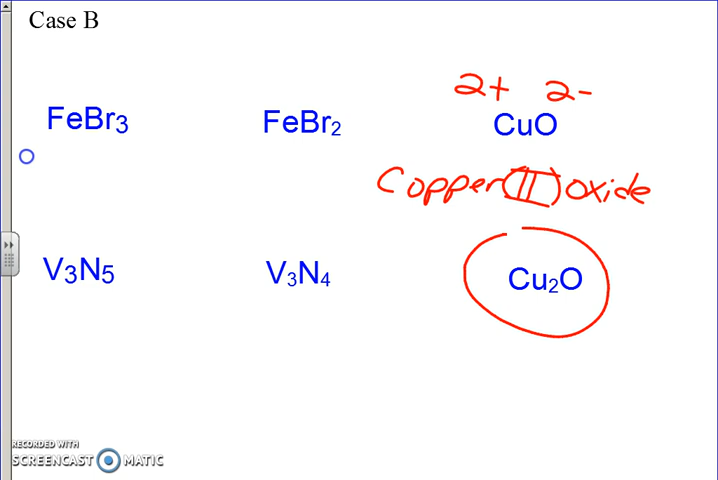 Case B
2+ 2-
FeBr3 FeBr2 CuO
Copper(II) oxide
V3N5 V3N4 Cu2O
RECORDED WITH
SCREENCAST MATIC